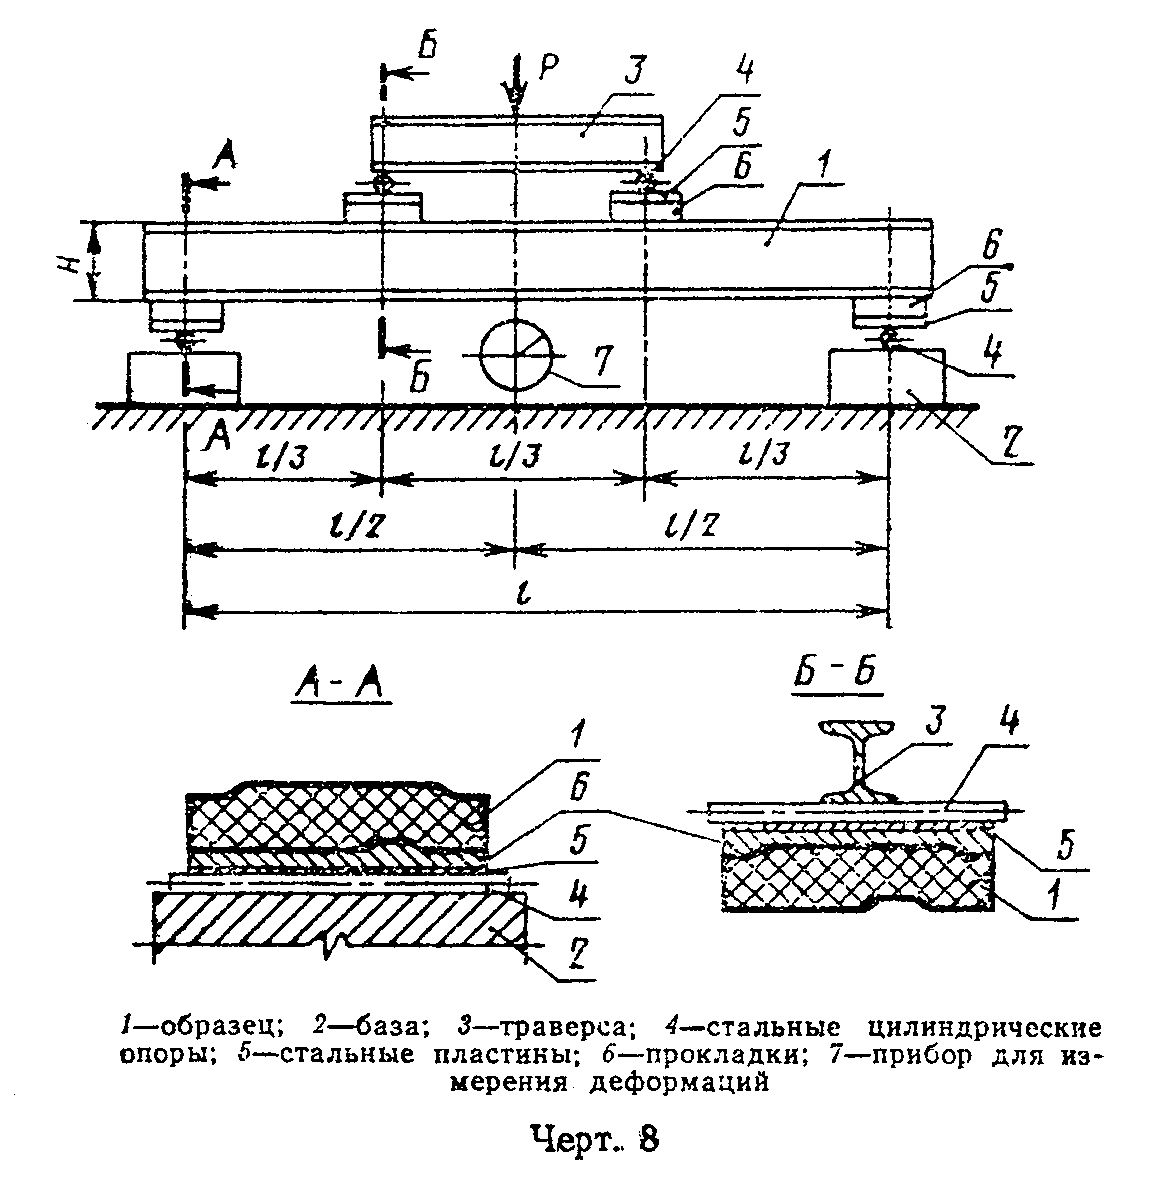 Б
P
3
4
5
6
1
А
H
6
5
4
7
Б
А
2
l/3
l/3
l/3
l/2
l/2
l
А-А
Б-Б
1
6
5
4
2
3
4
5
1
1—образец; 2—база; 3—траверса; 4—стальные цилиндрические
опоры; 5—стальные пластины; 6—прокладки; 7—прибор для из-
мерения деформаций
Черт. 8